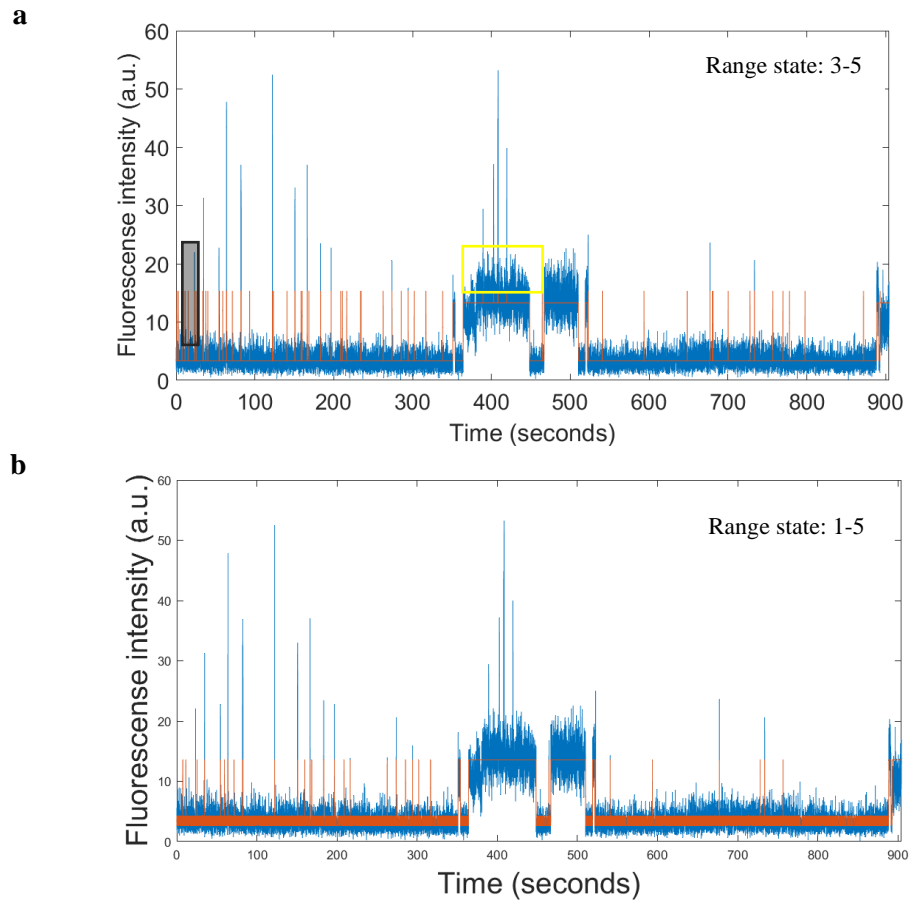 a
Fluorescense intensity (a.u.)
60
50
40
30
20
10
0
Range state: 3-5
0 100 200 300 400 500 600 700 800 900
Time (seconds)
b
Fluorescense intensity (a.u.)
60
50
40
30
20
10
0
Range state: 1-5
0 100 200 300 400 500 600 700 800 900
Time (seconds)